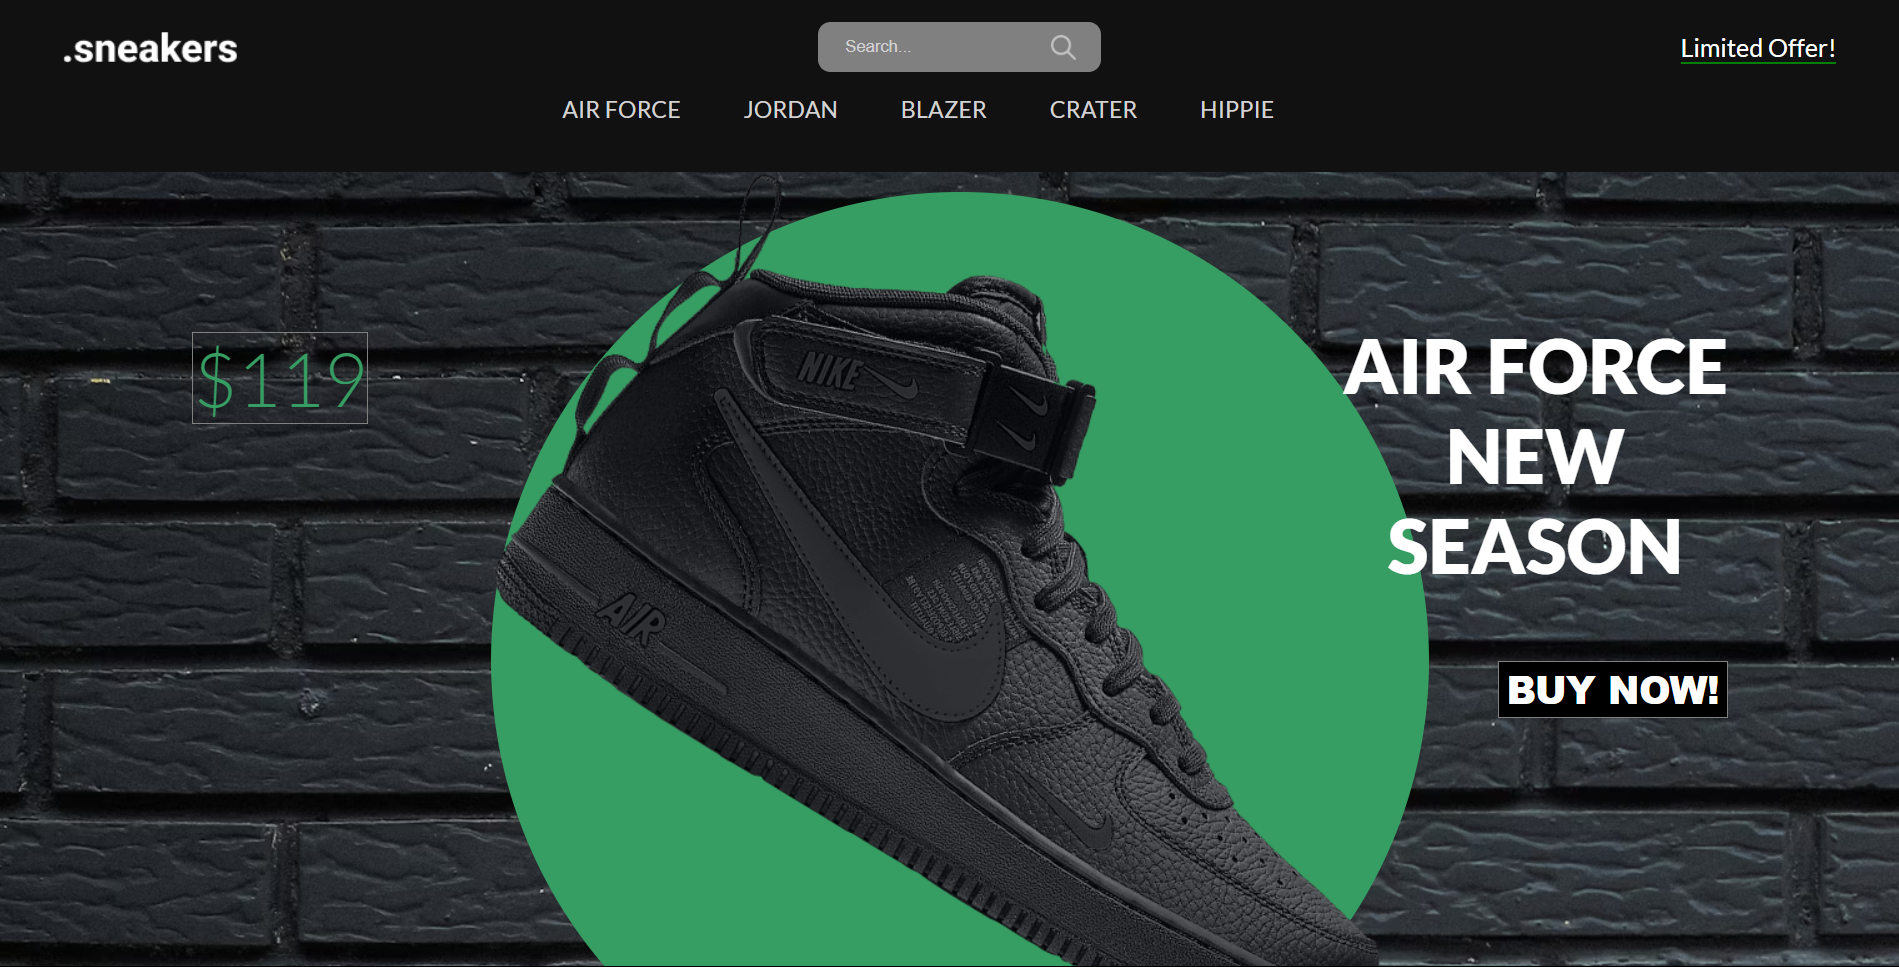 .sneakers
Search...
Limited Offer!
AIR FORCE JORDAN BLAZER CRATER HIPPIE
$119
AIR FORCE
NEW
SEASON
BUY NOW!
NIKE
AIR